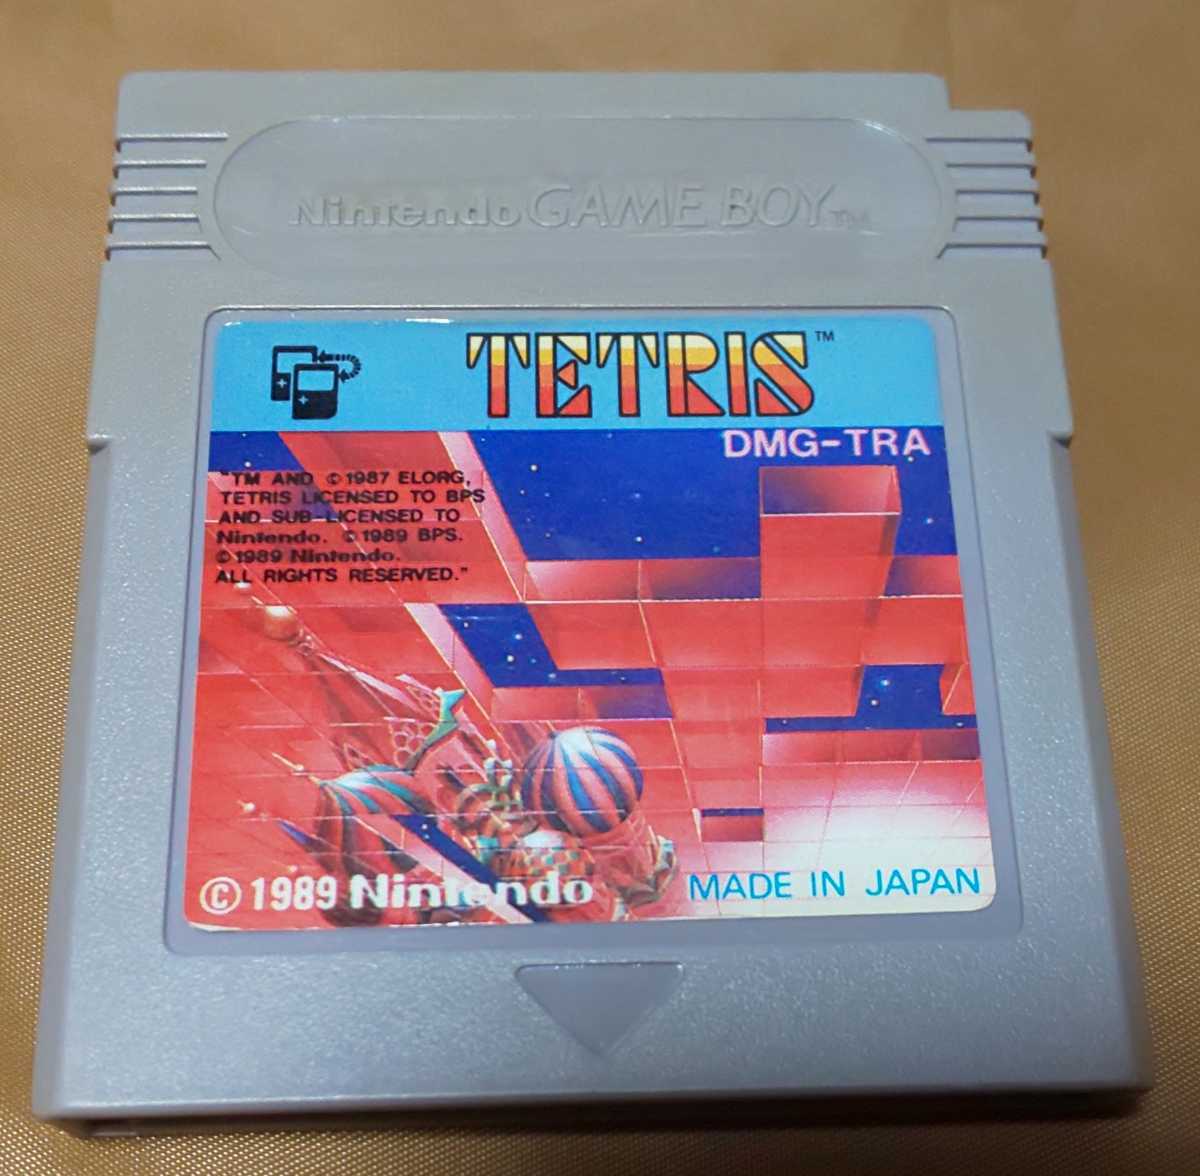 Nintendo GAME BOY TM
TETRIS TM
DMG-TRA
"TM AND © 1987 ELORG,
TETRIS LICENSED TO BPS
AND SUB-LICENSED TO
Nintendo. © 1989 BPS.
© 1989 Nintendo.
ALL RIGHTS RESERVED."
© 1989 Nintendo
MADE IN JAPAN